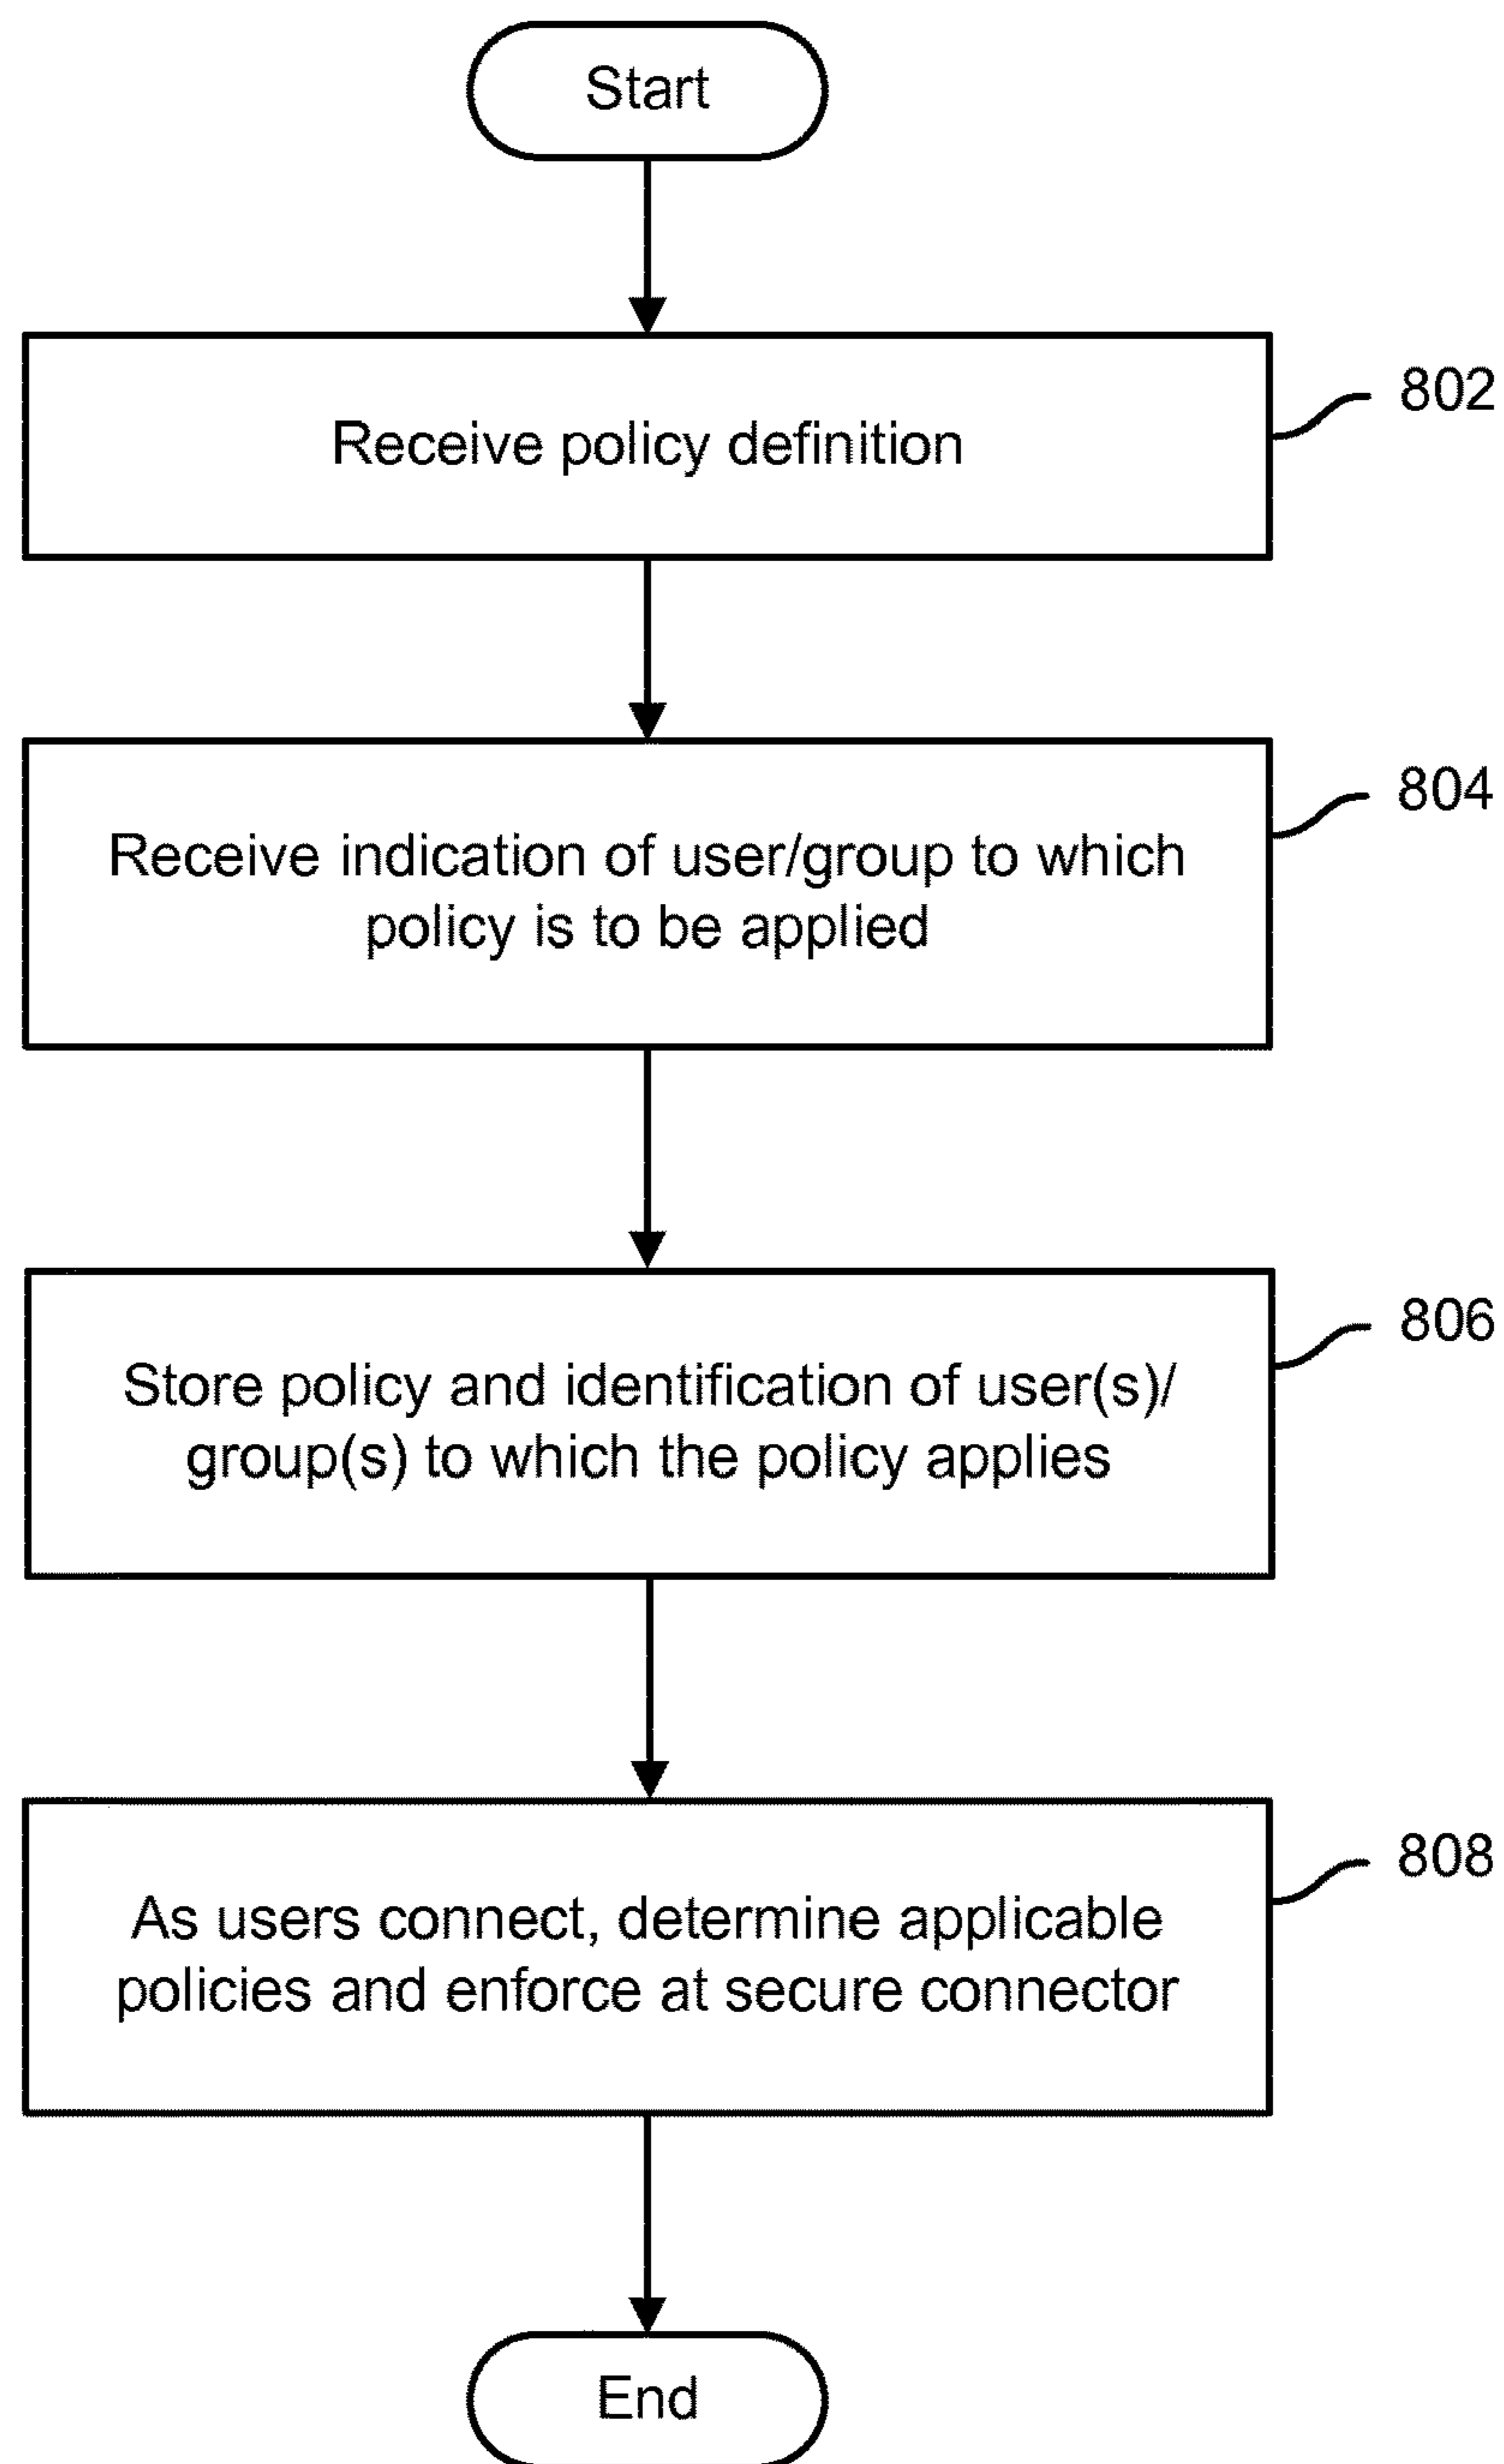 Start
Receive policy definition
802
Receive indication of user/group to which
policy is to be applied
804
Store policy and identification of user(s)/
group(s) to which the policy applies
806
As users connect, determine applicable
policies and enforce at secure connector
808
End